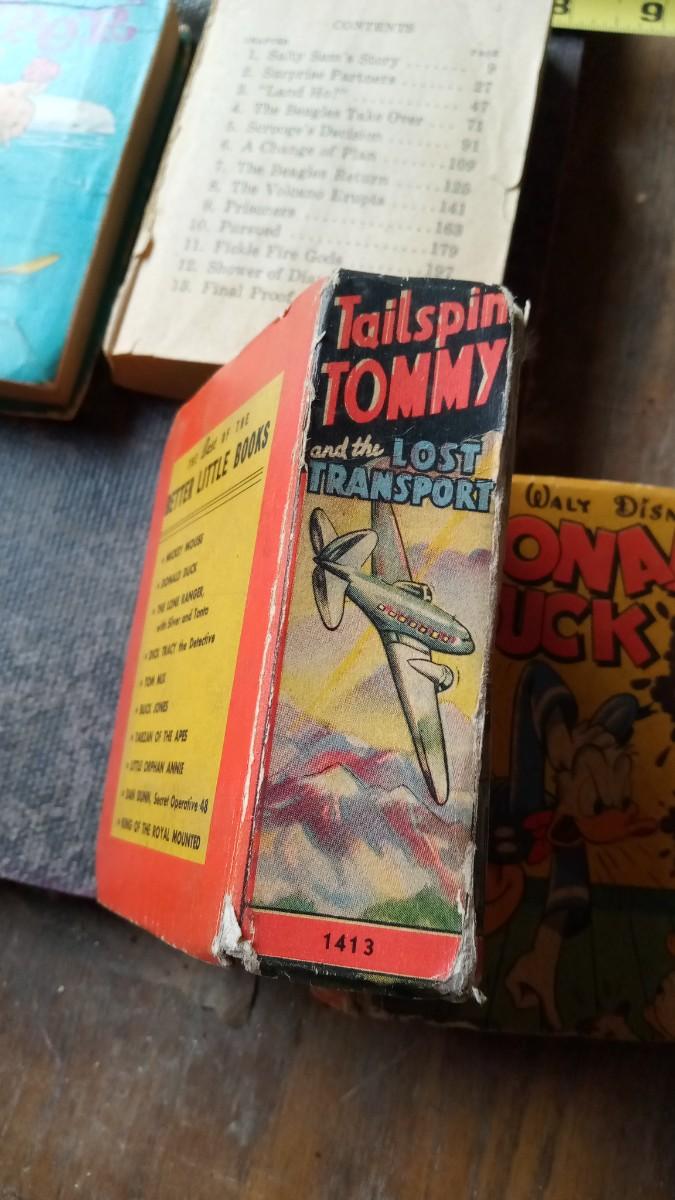 8 9
CONTENTS
CHAPTER PAGE
1. Salty Sam's Story ........ 9
2. Surprise Partners ........ 27
3. "Land Ho!" ........ 47
4. The Beagles Take Over .... 71
5. Scrooge's Decision ........ 91
6. A Change of Plan ........ 109
7. The Beagles Return ...... 125
8. The Volcano Erupts ...... 141
9. Prisoners ................ 163
10. Pursued ................ 179
11. Fickle Fire Gods ........ 197
12. Shower of
13. Final Proof
Tailspin
TOMMY
and the LOST
TRANSPORT
1413
THE Best OF THE
BETTER LITTLE BOOKS
• MICKEY MOUSE
• DONALD DUCK
• THE LONE RANGER,
with Silver and Tonto
• DICK TRACY the Detective
• TOM MIX
• BUCK JONES
• TARZAN OF THE APES
• LITTLE ORPHAN ANNIE
• DAN DUNN, Secret Operative 48
• KING OF THE ROYAL MOUNTED
WALT DISN
ONA
UCK